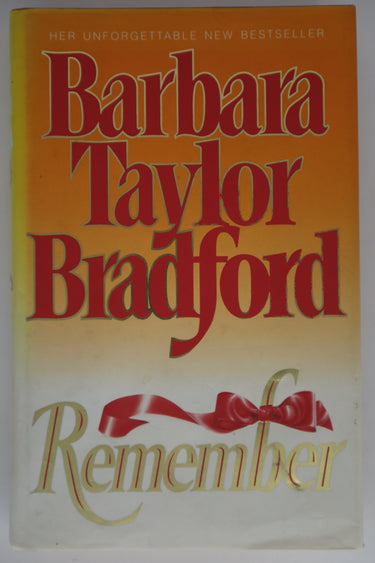 HER UNFORGETTABLE NEW BESTSELLER
Barbara
Taylor
Bradford
Remember